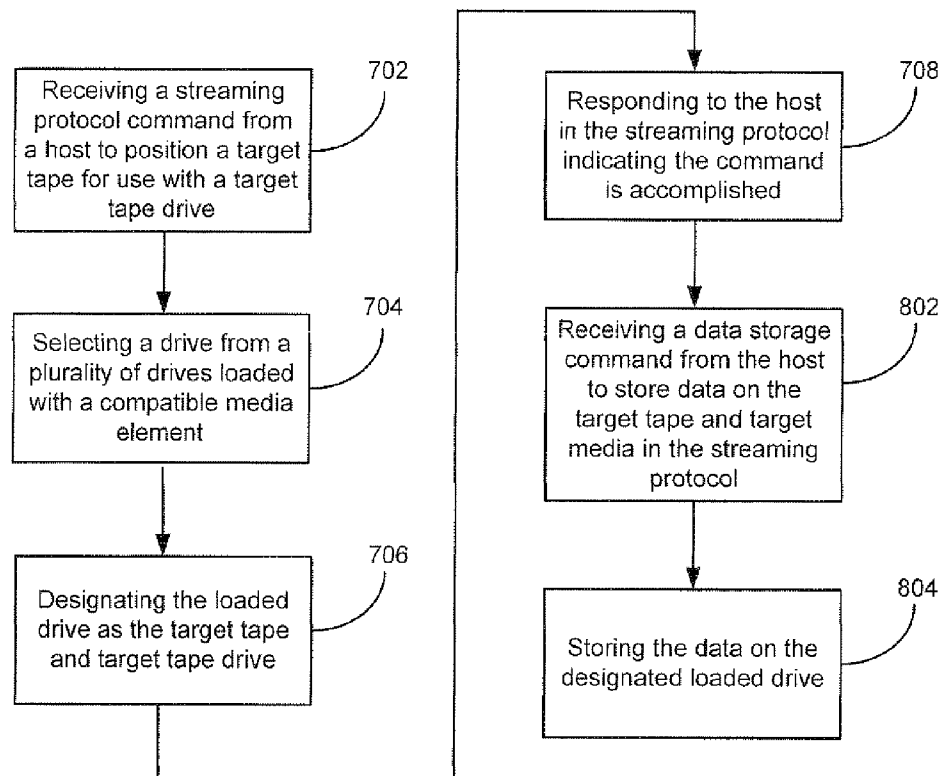 702
Receiving a streaming
protocol command from
a host to position a target
tape for use with a target
tape drive
704
Selecting a drive from a
plurality of drives loaded
with a compatible media
element
706
Designating the loaded
drive as the target tape
and target tape drive
708
Responding to the host
in the streaming protocol
indicating the command
is accomplished
802
Receiving a data storage
command from the host
to store data on the
target tape and target
media in the streaming
protocol
804
Storing the data on the
designated loaded drive